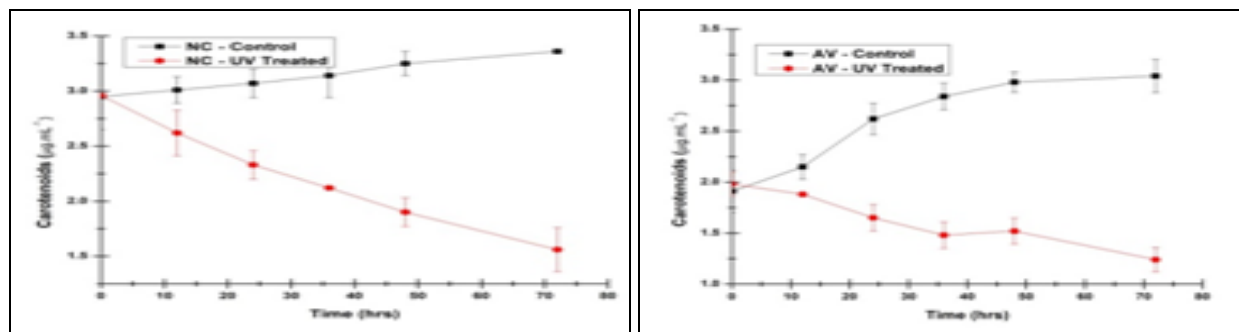 3.5
NC - Control
NC - UV Treated
3.0
2.5
2.0
1.5
Carotenoids (µg.mL⁻¹)
0 10 20 30 40 50 60 70 80
Time (hrs)
3.5
AV - Control
AV - UV Treated
3.0
2.5
2.0
1.5
1.0
Carotenoids (µg.mL⁻¹)
0 10 20 30 40 50 60 70 80
Time (hrs)